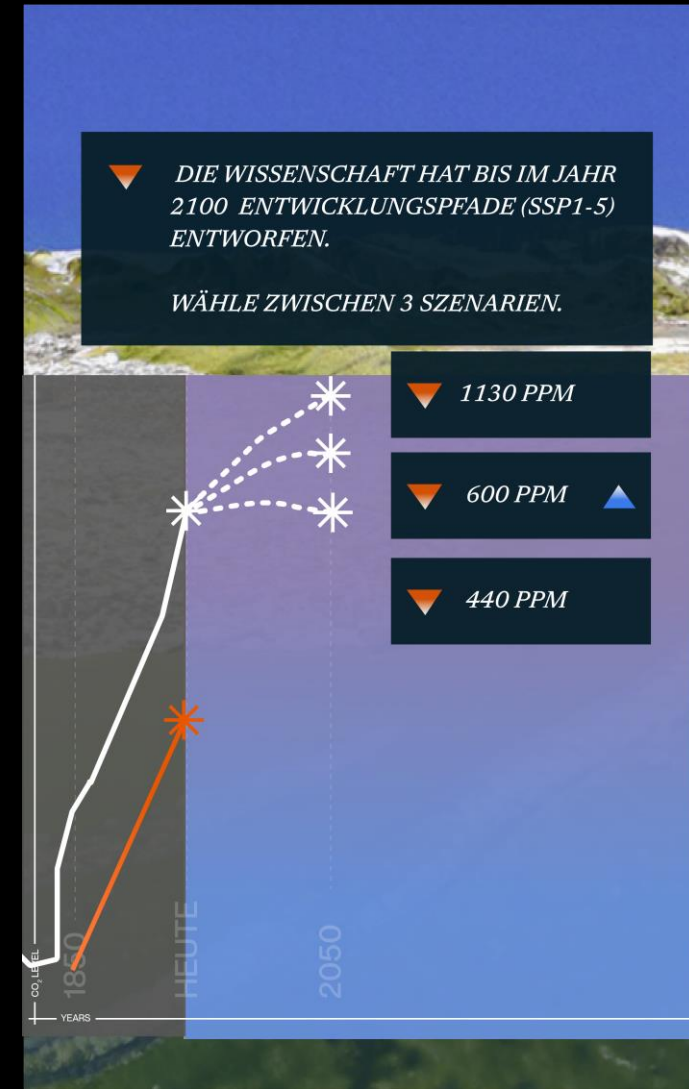 DIE WISSENSCHAFT HAT BIS IM JAHR
2100 ENTWICKLUNGSPFADE (SSP1-5)
ENTWORFEN.
WÄHLE ZWISCHEN 3 SZENARIEN.
1130 PPM
600 PPM
440 PPM
CO₂ LEVEL
1850
HEUTE
2050
YEARS